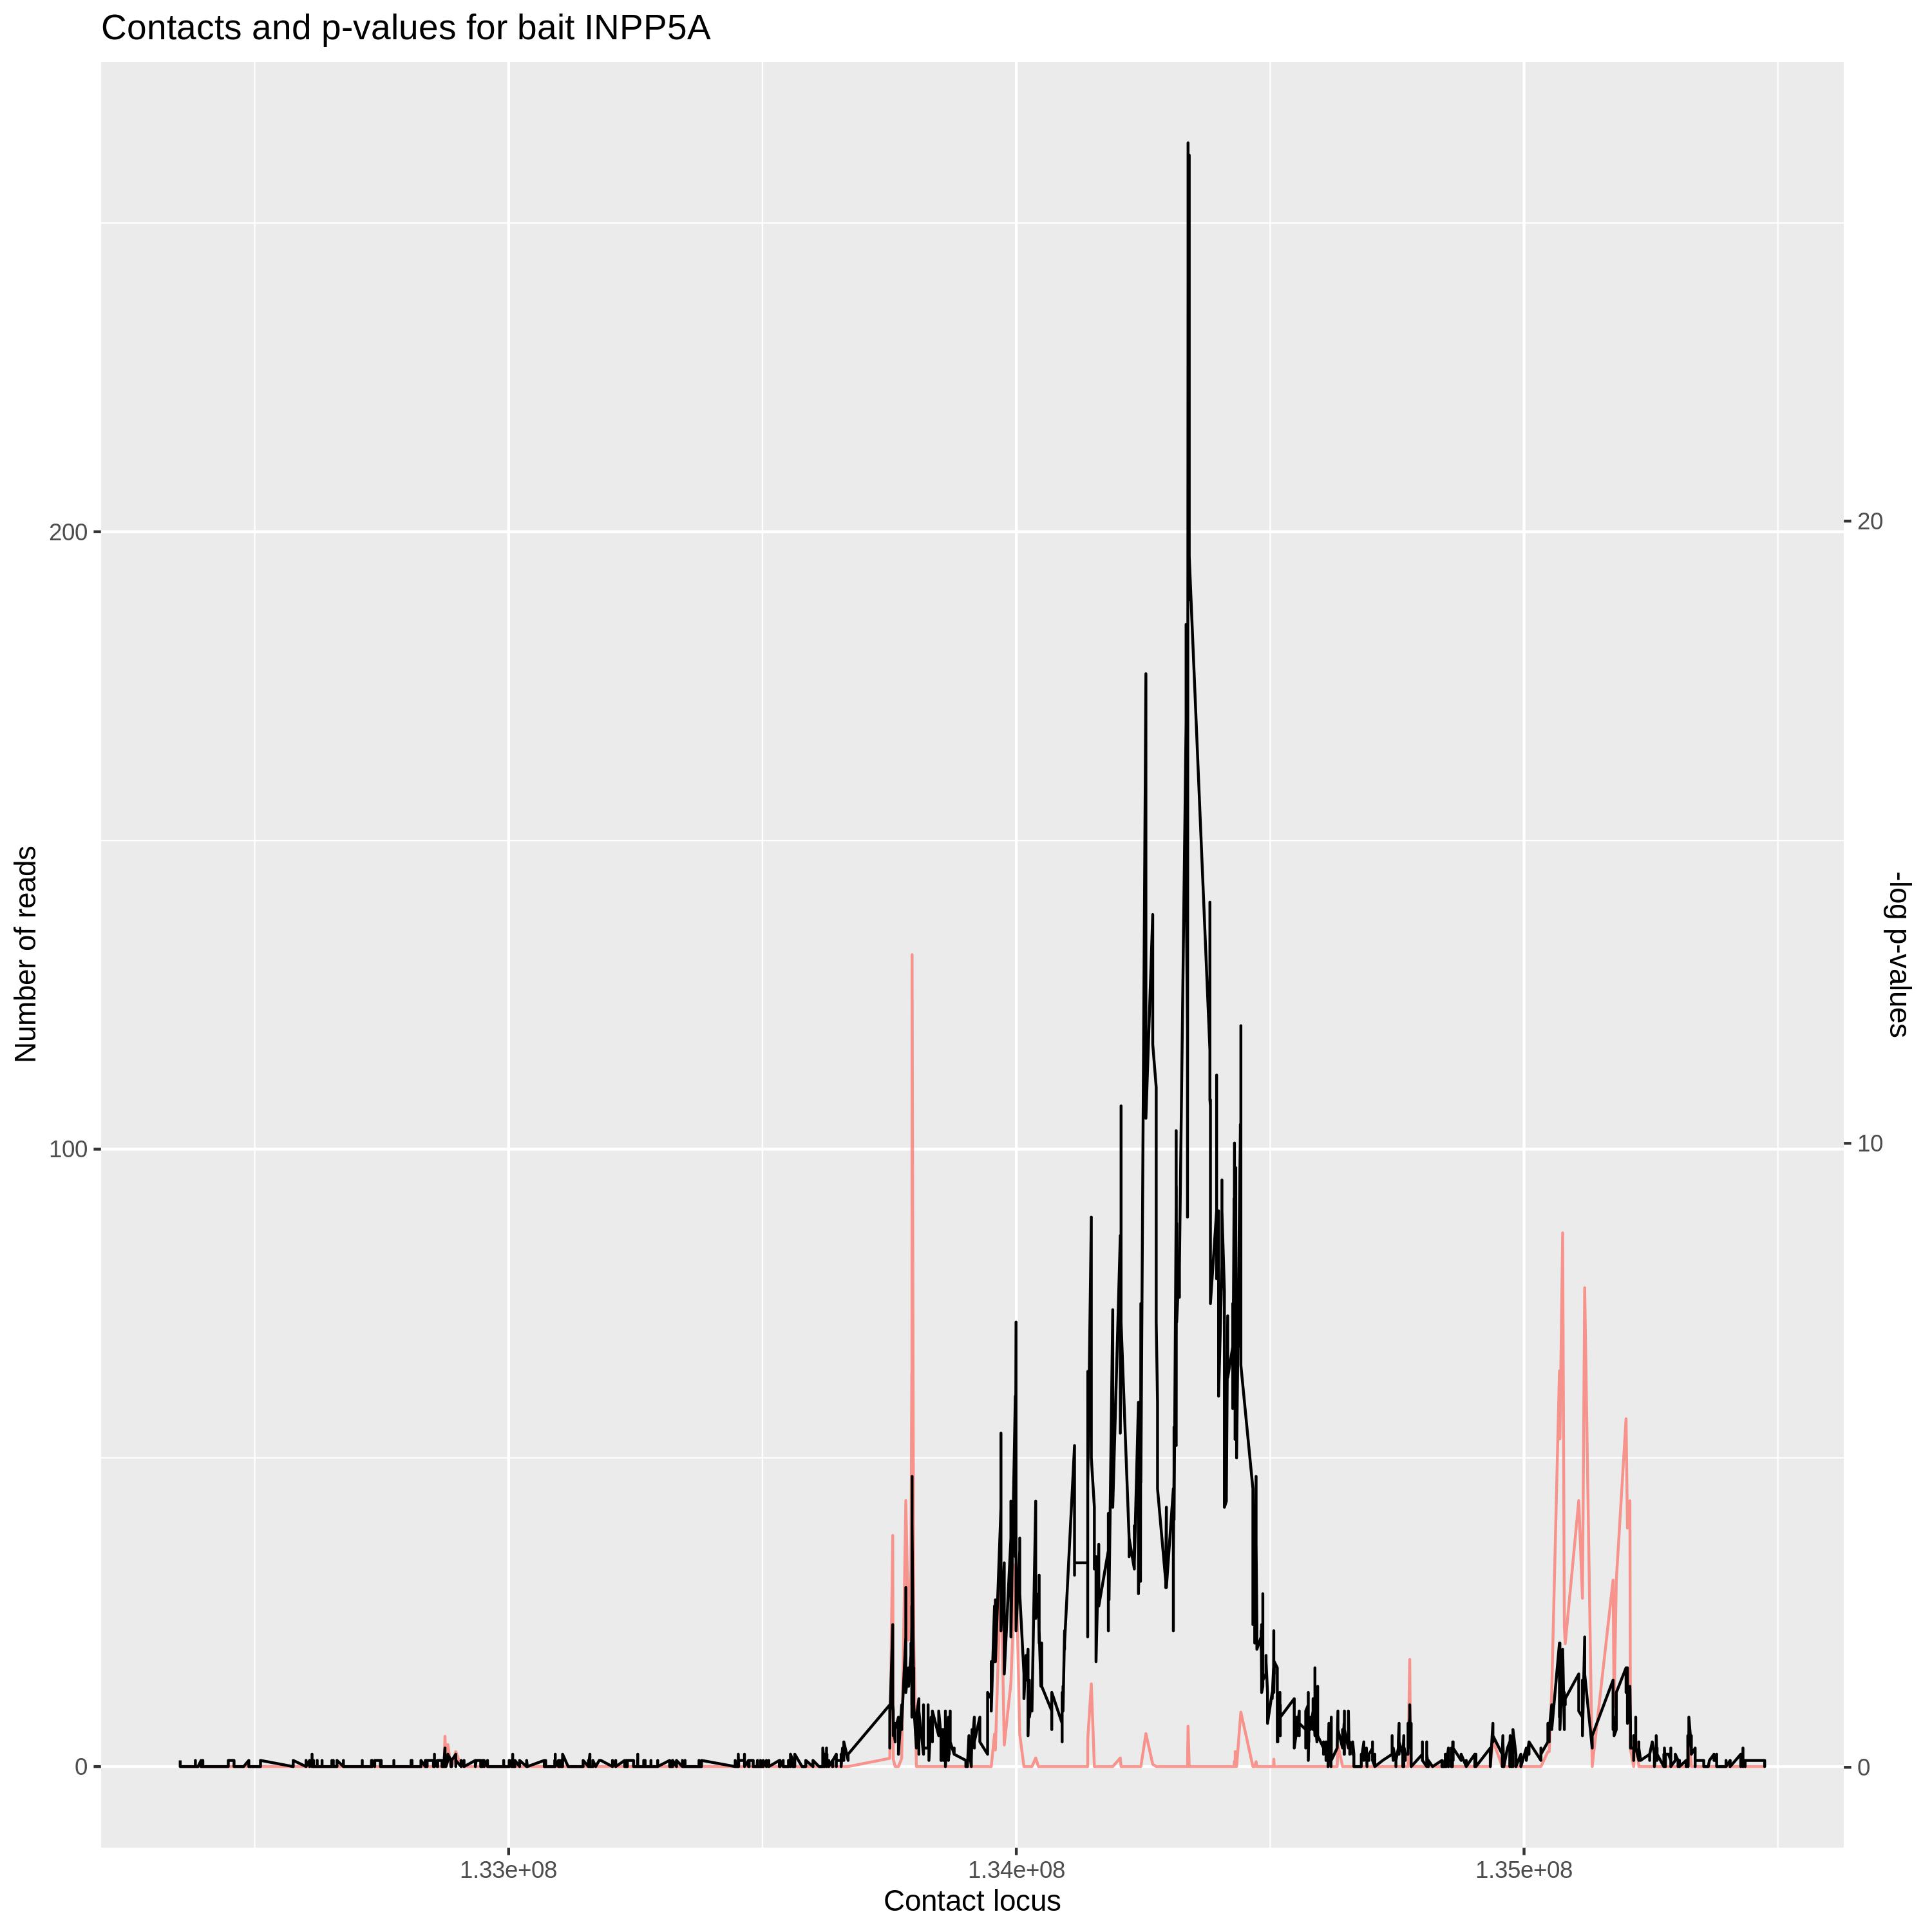 Contacts and p-values for bait INPP5A
Number of reads
200
100
0
20
10
0
-log p-values
1.33e+08
1.34e+08
1.35e+08
Contact locus